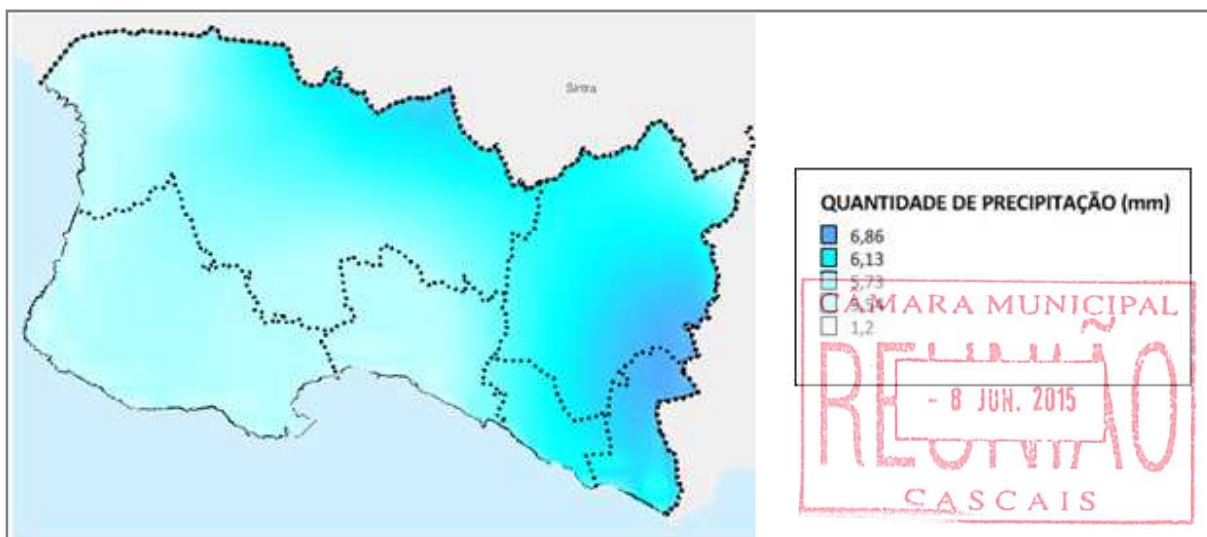 Sintra
QUANTIDADE DE PRECIPITAÇÃO (mm)
6,86
6,13
5,73
1,2
CÂMARA MUNICIPAL
REUNIÃO
- 8 JUN. 2015
CASCAIS